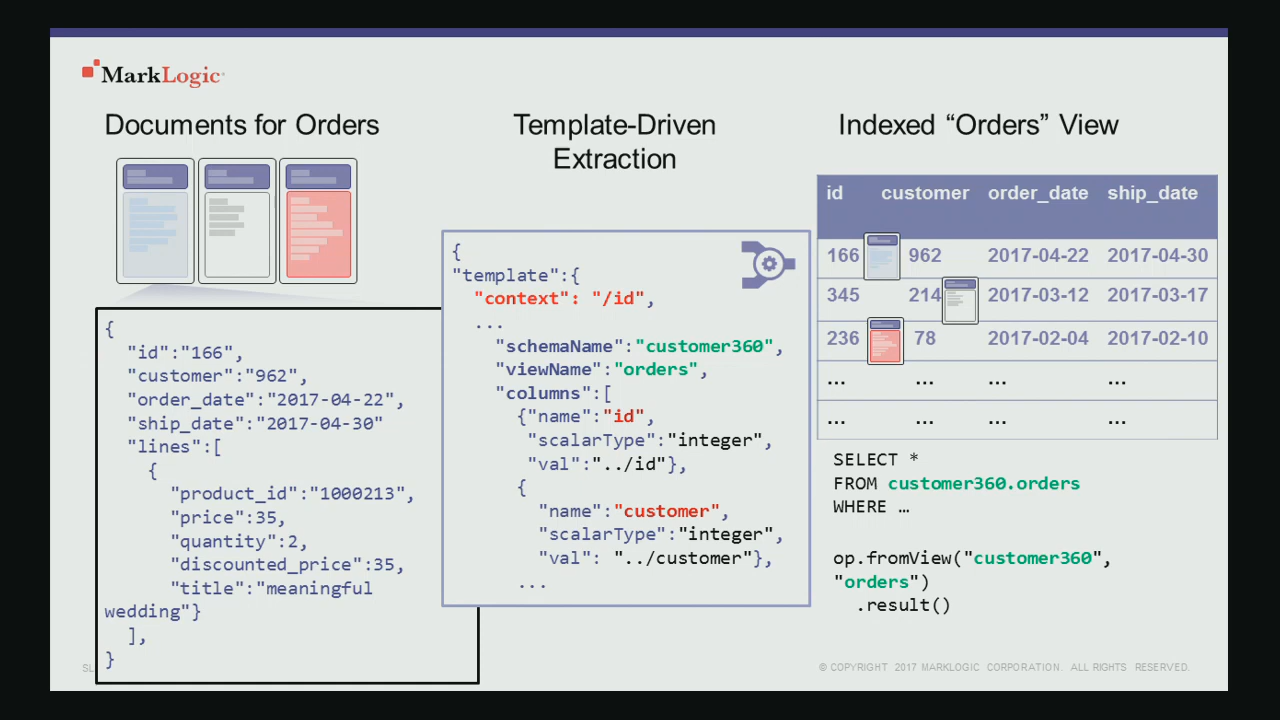 MarkLogic
Documents for Orders
{
"id":"166",
"customer":"962",
"order_date":"2017-04-22",
"ship_date":"2017-04-30"
"lines":[
{
"product_id":"1000213",
"price":35,
"quantity":2,
"discounted_price":35,
"title":"meaningful
wedding"}
],
}
Template-Driven
Extraction
{
"template":{
"context": "/id",
...
"schemaName":"customer360",
"viewName":"orders",
"columns":[
{"name":"id",
"scalarType":"integer",
"val":"../id"},
{
"name":"customer",
"scalarType":"integer",
"val": "../customer"},
...
Indexed “Orders” View
id customer order_date ship_date
166 962 2017-04-22 2017-04-30
345 214 2017-03-12 2017-03-17
236 78 2017-02-04 2017-02-10
... ... ... ...
... ... ... ...
SELECT *
FROM customer360.orders
WHERE …
op.fromView("customer360",
"orders")
.result()
© COPYRIGHT 2017 MARKLOGIC CORPORATION. ALL RIGHTS RESERVED.